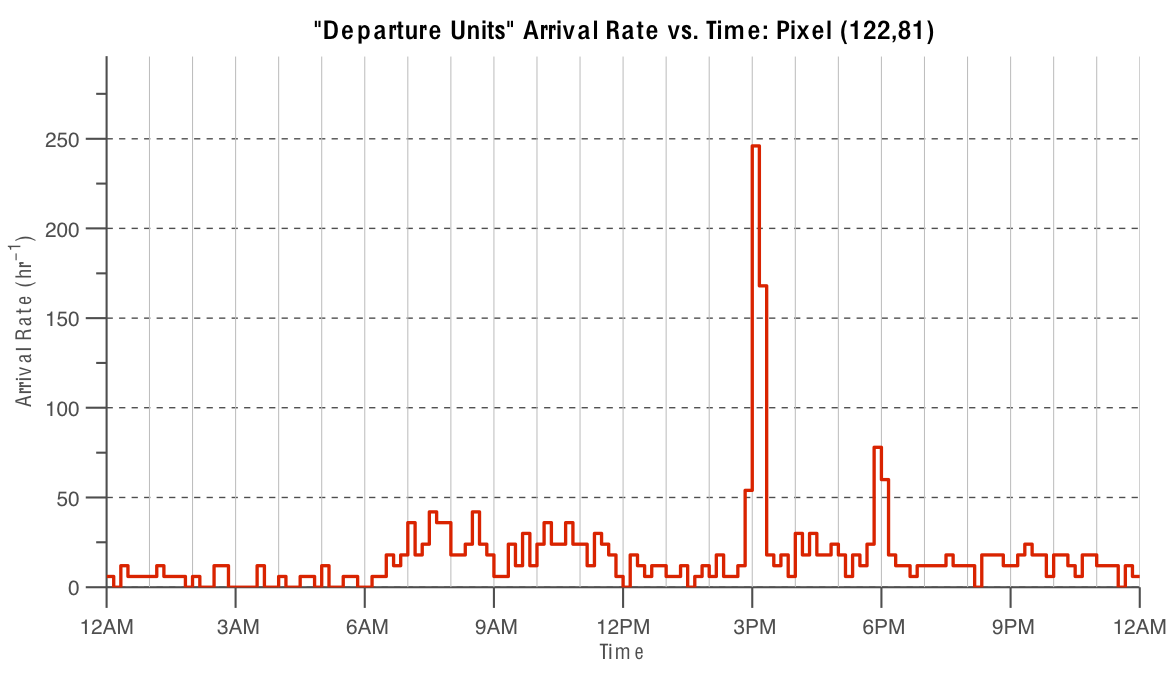 "Departure Units" Arrival Rate vs. Time: Pixel (122,81)
Arrival Rate (hr⁻¹)
250
200
150
100
50
0
12AM 3AM 6AM 9AM 12PM 3PM 6PM 9PM 12AM
Time